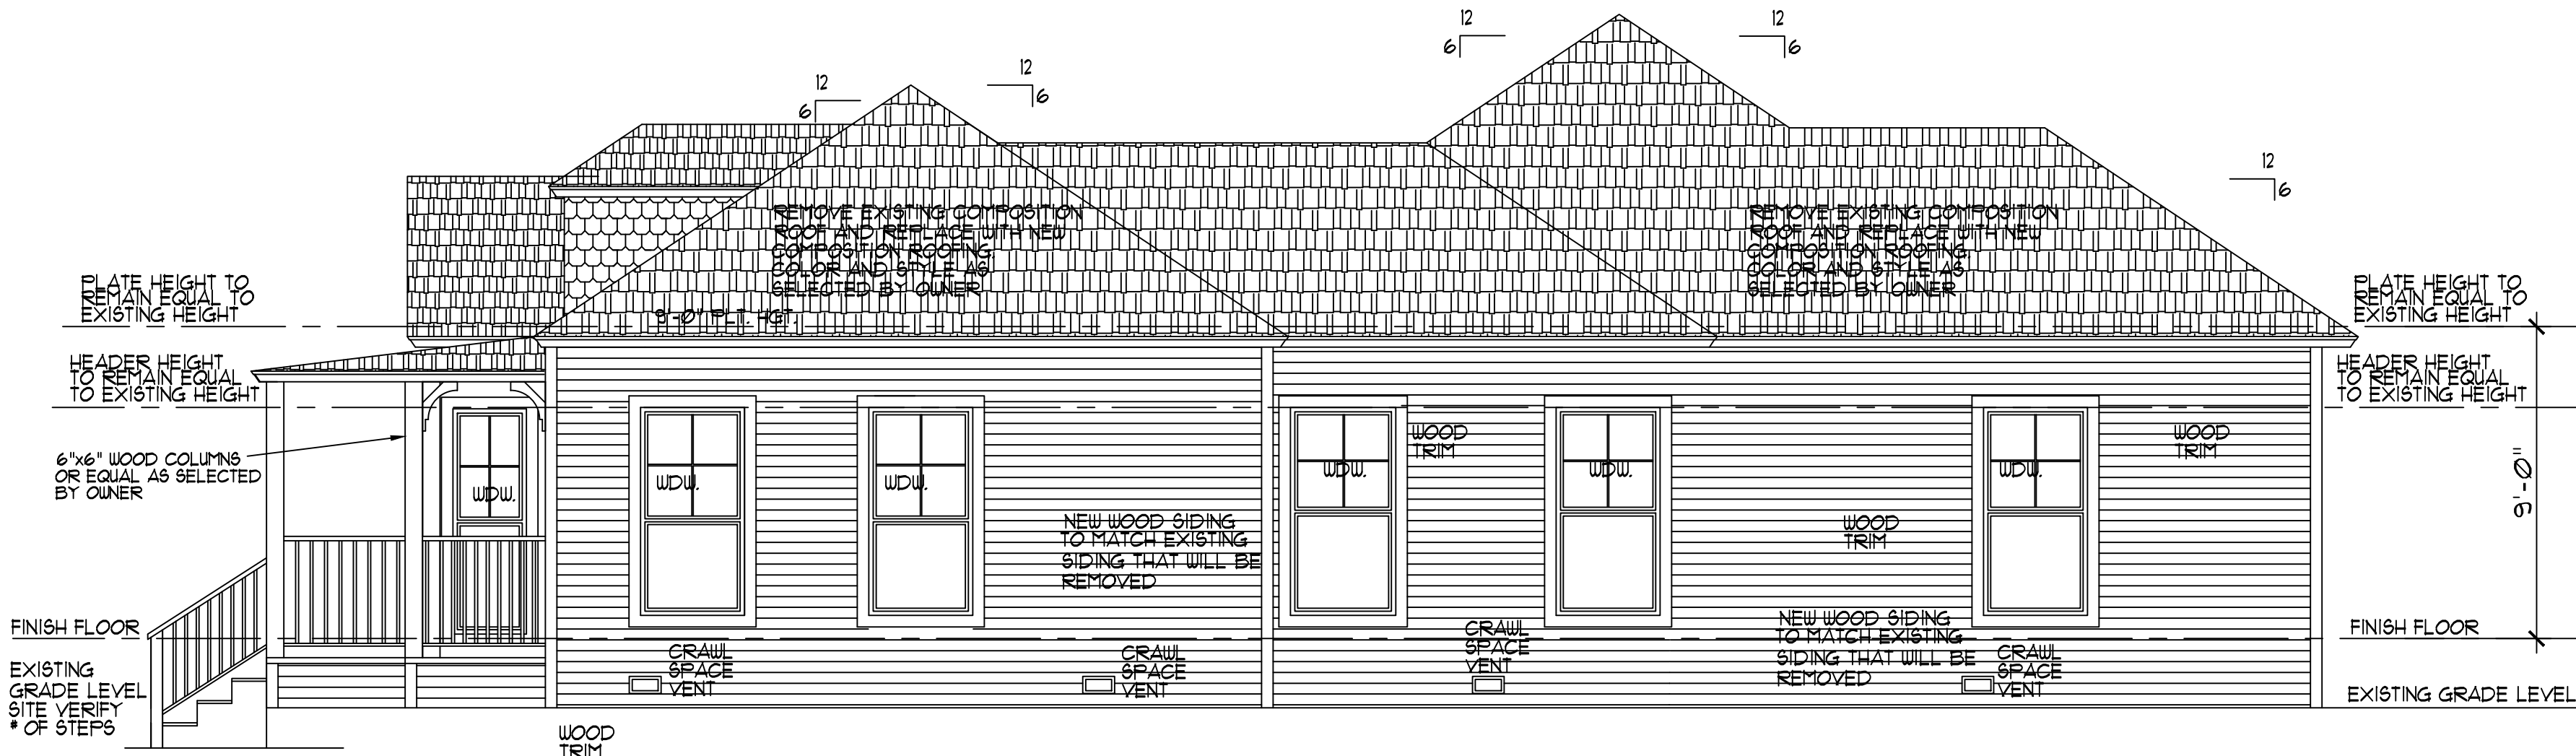 12
6
12
6
12
6
12
6
12
6
REMOVE EXISTING COMPOSITION
ROOF AND REPLACE WITH NEW
COMPOSITION ROOFING.
COLOR AND STYLE AS
SELECTED BY OWNER
REMOVE EXISTING COMPOSITION
ROOF AND REPLACE WITH NEW
COMPOSITION ROOFING.
COLOR AND STYLE AS
SELECTED BY OWNER
PLATE HEIGHT TO
REMAIN EQUAL TO
EXISTING HEIGHT
9'-0" PLT. HGT.
PLATE HEIGHT TO
REMAIN EQUAL TO
EXISTING HEIGHT
HEADER HEIGHT
TO REMAIN EQUAL
TO EXISTING HEIGHT
HEADER HEIGHT
TO REMAIN EQUAL
TO EXISTING HEIGHT
6"x6" WOOD COLUMNS
OR EQUAL AS SELECTED
BY OWNER
WDW.
WDW.
WDW.
WDW.
WOOD
TRIM
WDW.
WDW.
WOOD
TRIM
9'-0"
NEW WOOD SIDING
TO MATCH EXISTING
SIDING THAT WILL BE
REMOVED
WOOD
TRIM
FINISH FLOOR
NEW WOOD SIDING
TO MATCH EXISTING
SIDING THAT WILL BE
REMOVED
FINISH FLOOR
CRAWL
SPACE
VENT
CRAWL
SPACE
VENT
CRAWL
SPACE
VENT
CRAWL
SPACE
VENT
EXISTING
GRADE LEVEL
SITE VERIFY
# OF STEPS
EXISTING GRADE LEVEL
WOOD
TRIM